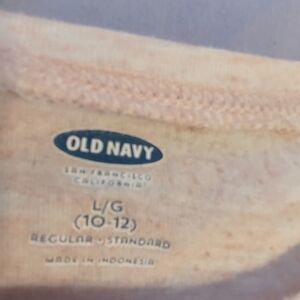 OLD NAVY
SAN FRANCISCO
CALIFORNIA
L/G
(10-12)
REGULAR · STANDARD
MADE IN INDONESIA